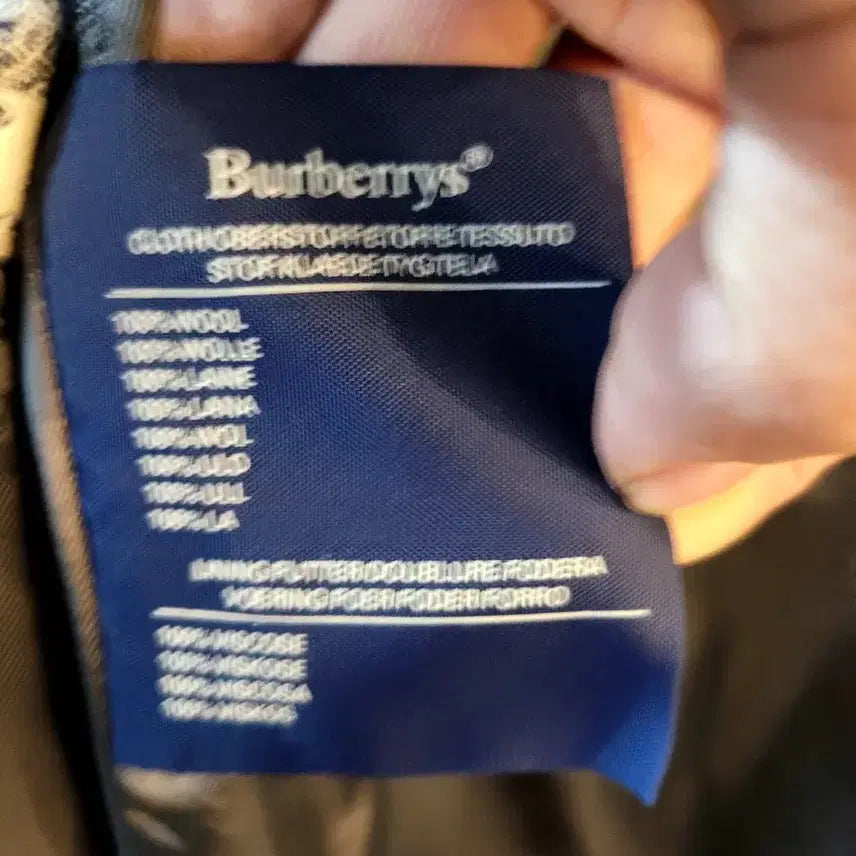 Burberrys®
CLOTH OBERSTOFF ETOFFE TESSUTO
STOF KLAEDE TYG TELA
100% WOOL
100% WOLLE
100% LAINE
100% LANA
100% WOL
100% ULD
100% ULL
100% LA
LINING FUTTER DOUBLURE FODERA
VOERING FOER FODER FORRO
100% VISCOSE
100% VISKOSE
100% VISCOSA
100% VISKOS